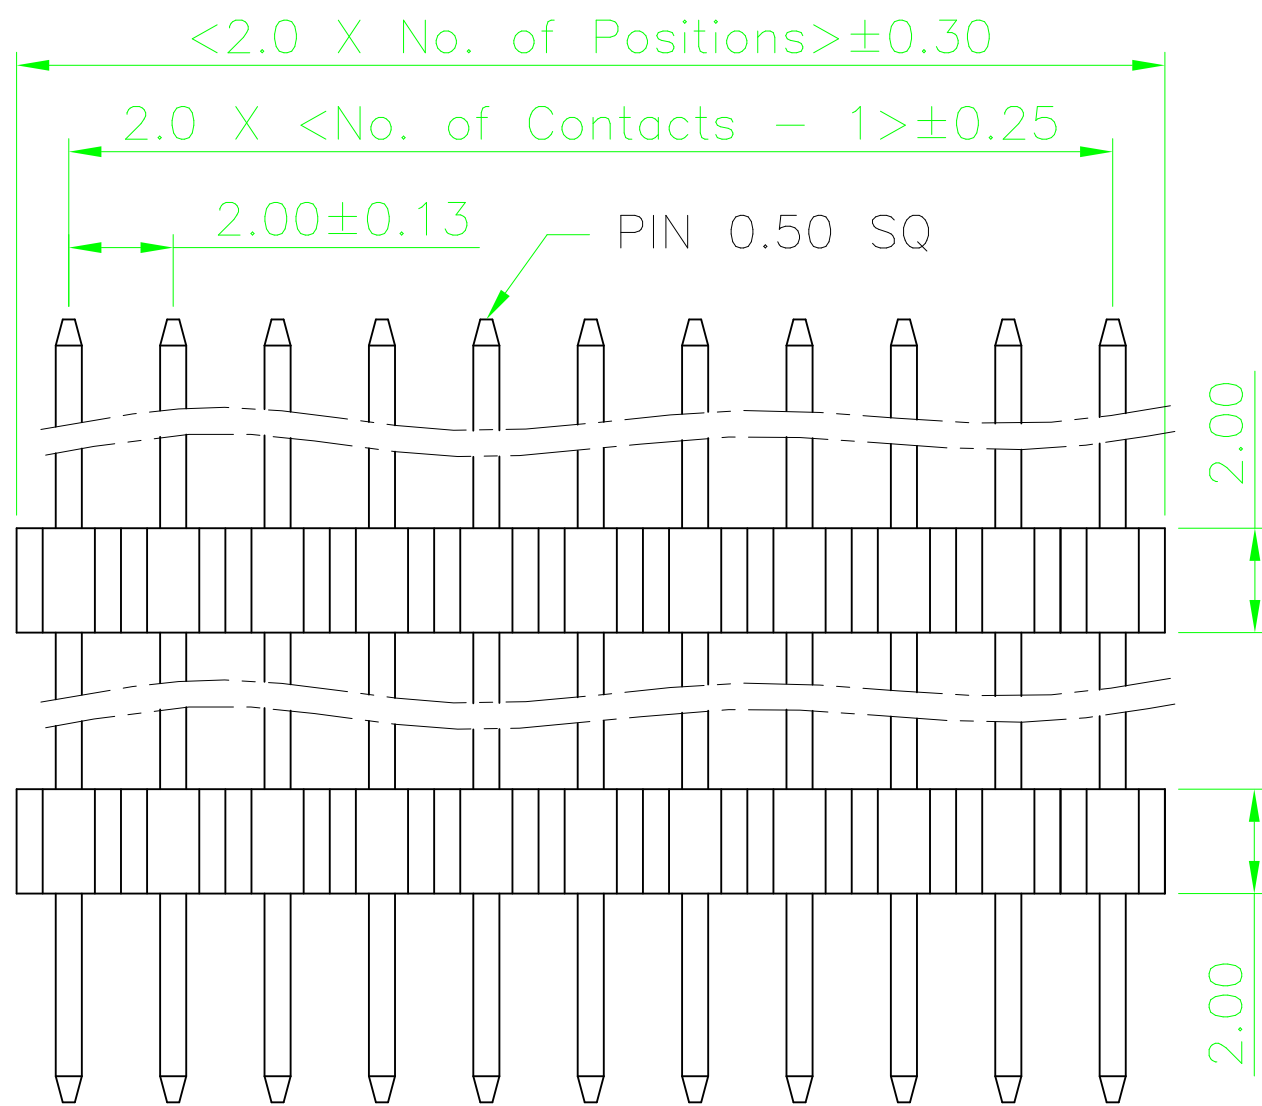 <2.0 X No. of Positions>±0.30
2.0 X <No. of Contacts - 1>±0.25
2.00±0.13
PIN 0.50 SQ
2.00
2.00